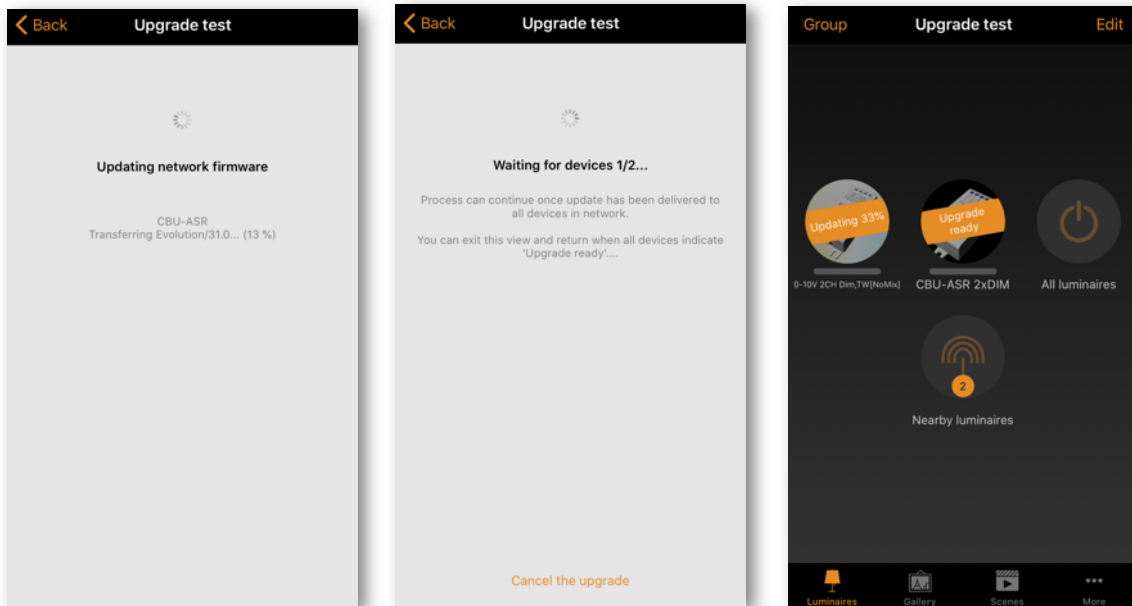 Back
Upgrade test
Updating network firmware
CBU-ASR
Transferring Evolution/31.0... (13 %)
Back
Upgrade test
Waiting for devices 1/2...
Process can continue once update has been delivered to
all devices in network.
You can exit this view and return when all devices indicate
'Upgrade ready'....
Cancel the upgrade
Group
Upgrade test
Edit
Updating 33%
Upgrade
ready
0-10V 2CH Dim,TW[NoMix]
CBU-ASR 2xDIM
All luminaires
2
Nearby luminaires
Luminaires
Gallery
Scenes
More